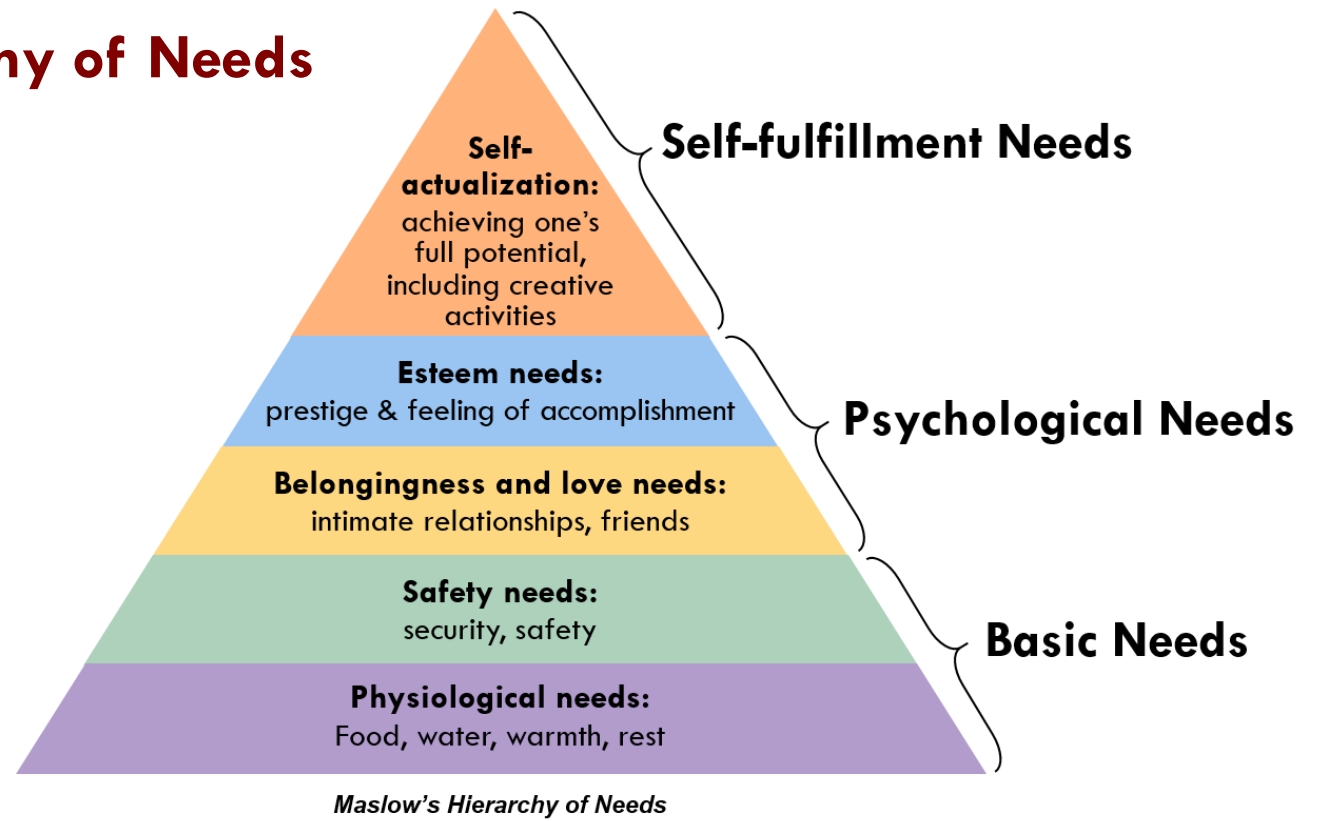 ny of Needs
Self-
actualization:
achieving one's
full potential,
including creative
activities
Self-fulfillment Needs
Esteem needs:
prestige & feeling of accomplishment
Psychological Needs
Belongingness and love needs:
intimate relationships, friends
Safety needs:
security, safety
Basic Needs
Physiological needs:
Food, water, warmth, rest
Maslow's Hierarchy of Needs